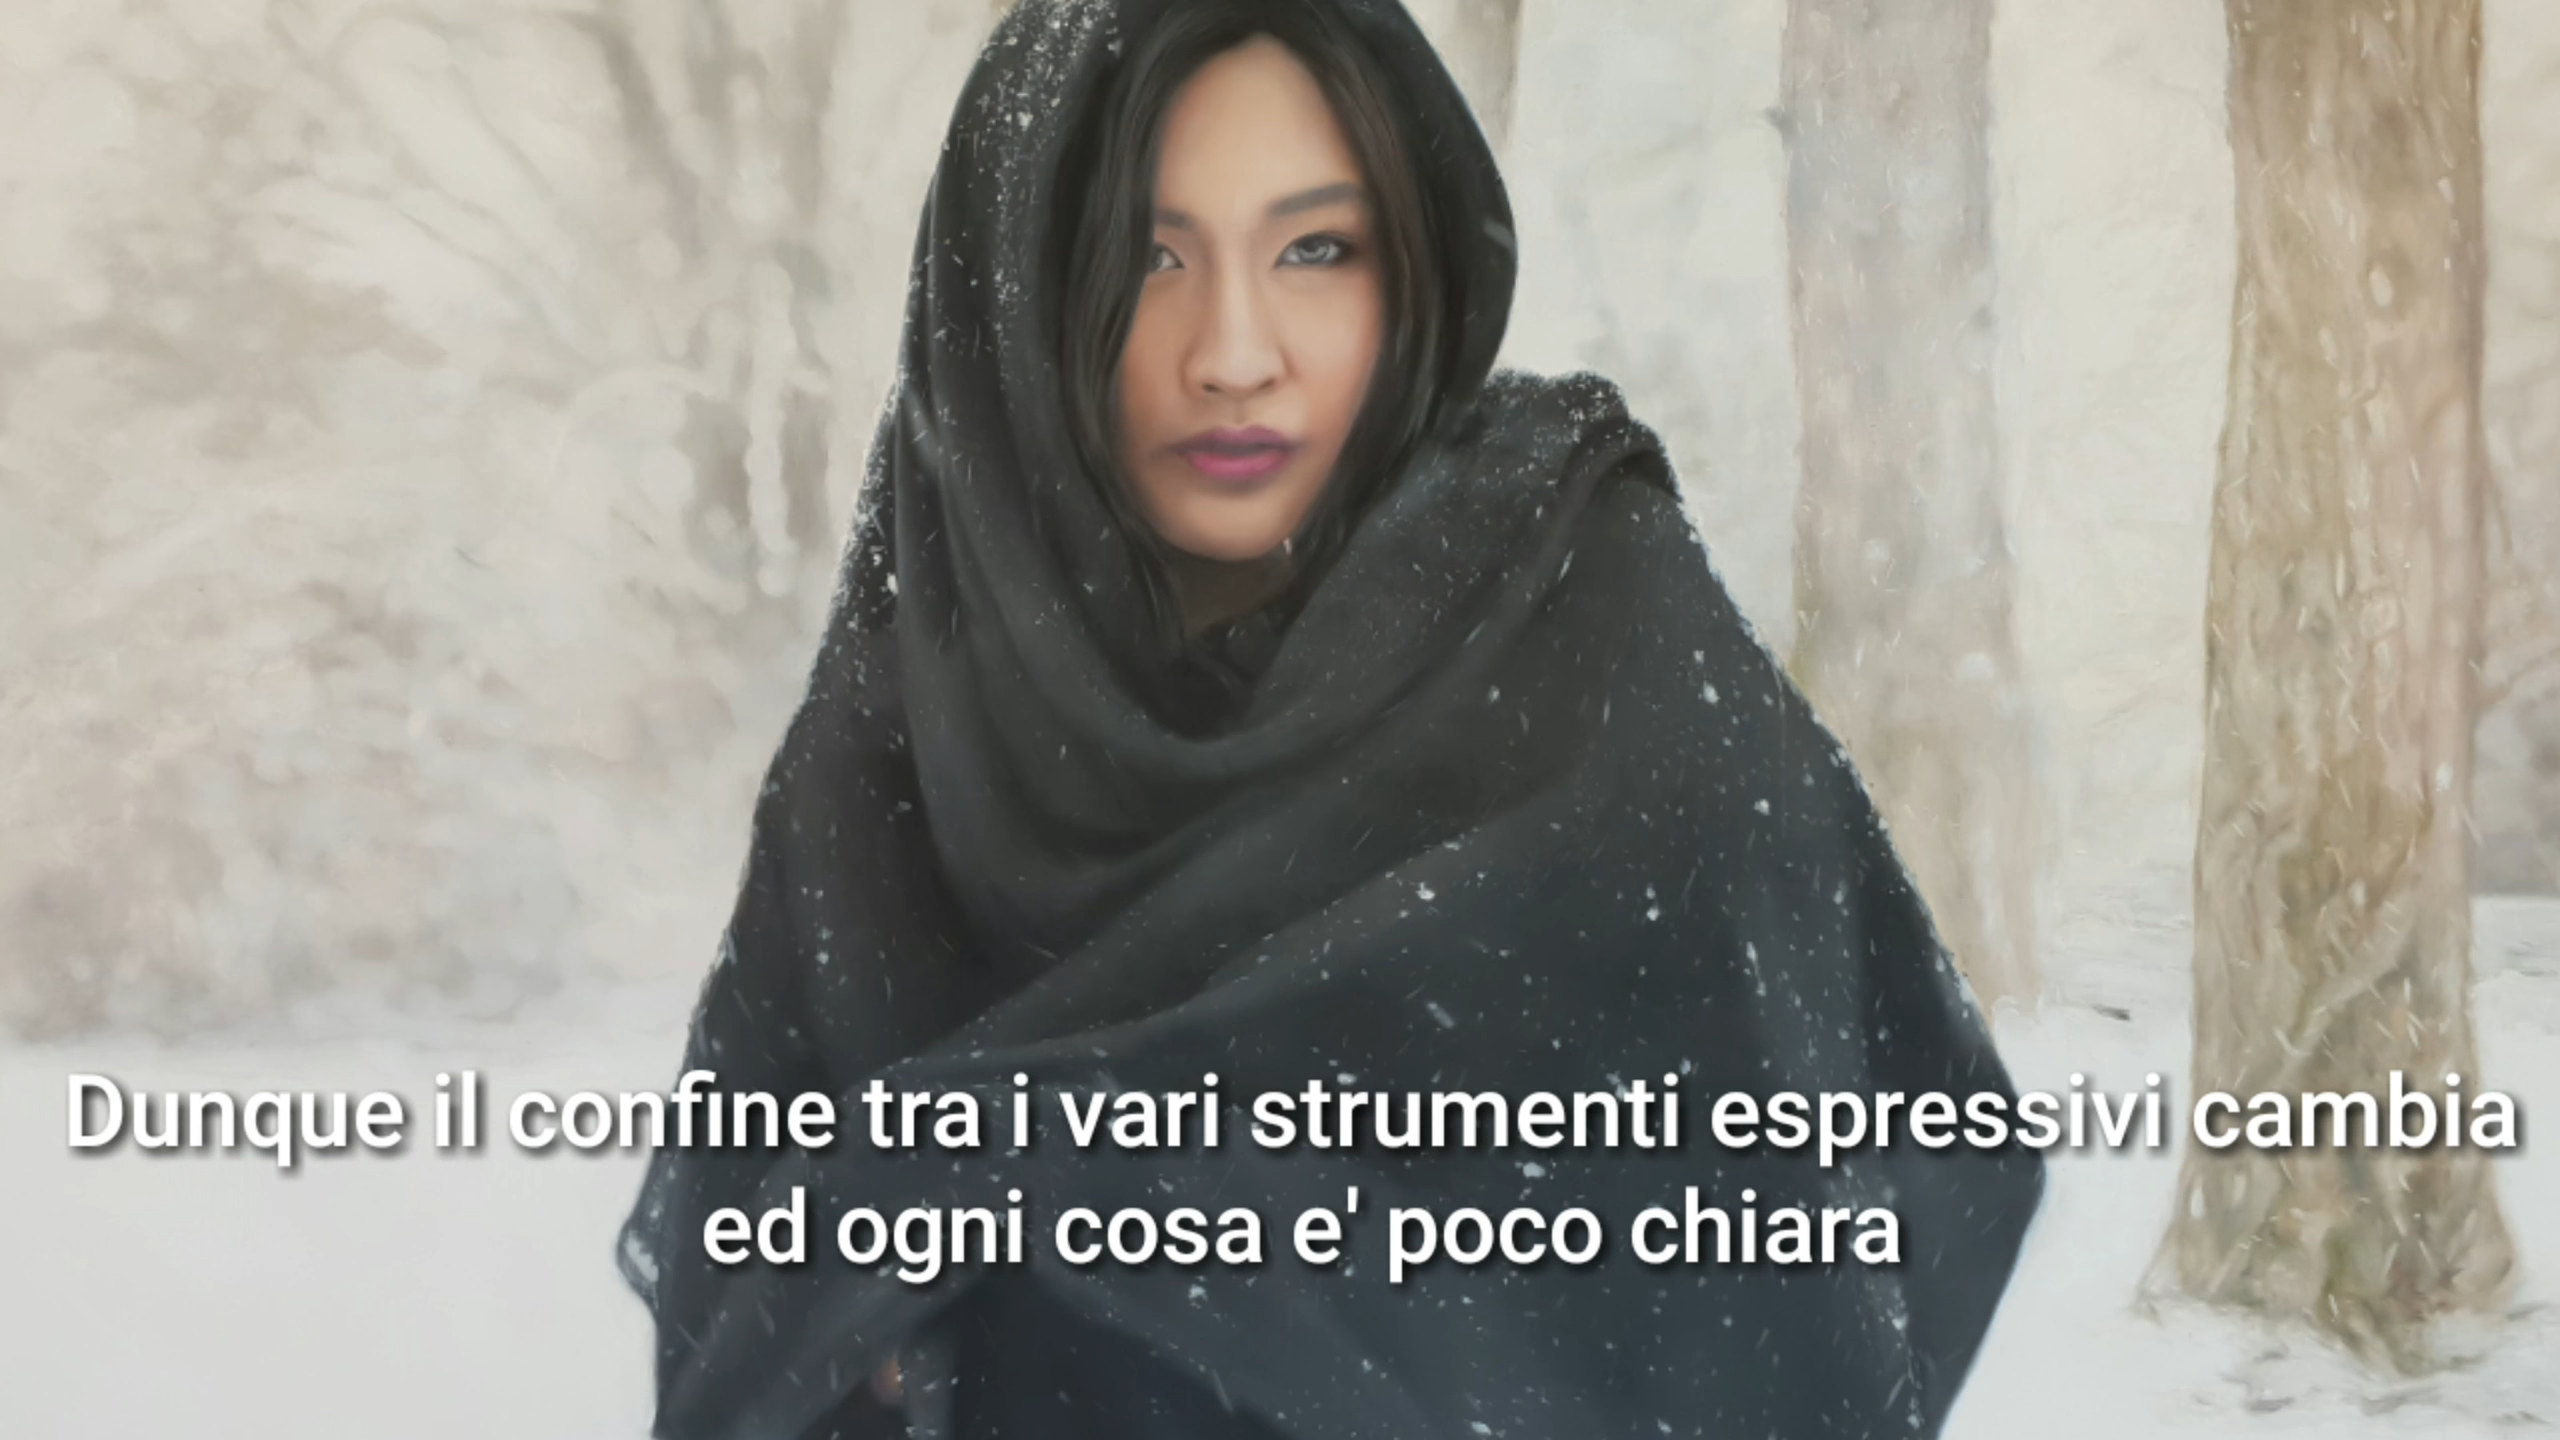 Dunque il confine tra i vari strumenti espressivi cambia
ed ogni cosa e' poco chiara